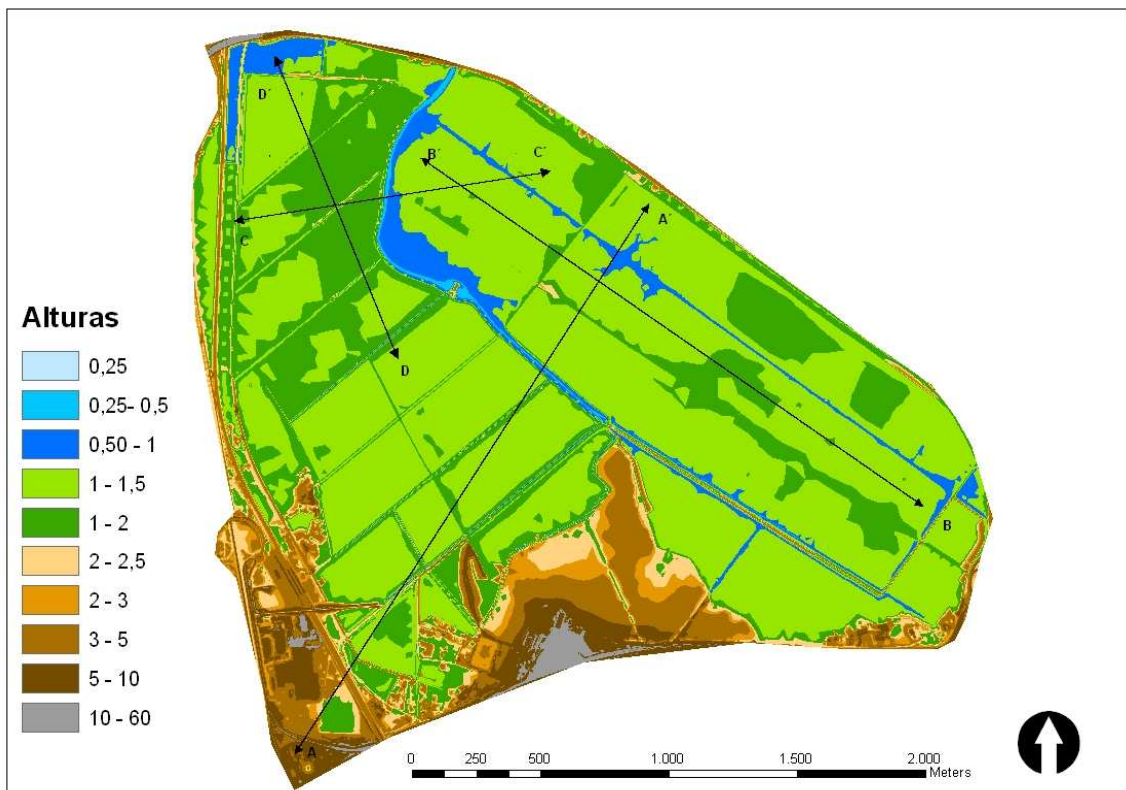 D´
B´
C´
A´
C
D
B
A
Alturas
0,25
0,25- 0,5
0,50 - 1
1 - 1,5
1 - 2
2 - 2,5
2 - 3
3 - 5
5 - 10
10 - 60
0 250 500 1.000 1.500 2.000
Meters